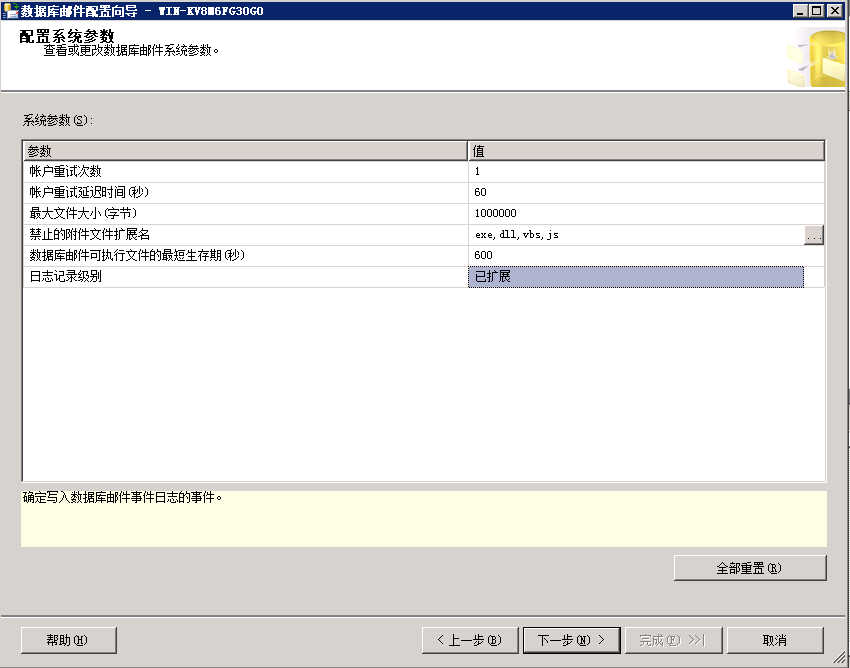 数据库邮件配置向导 - WIN-KV8M6FG30GO
配置系统参数
查看或更改数据库邮件系统参数。
系统参数(S):
参数 值
帐户重试次数 1
帐户重试延迟时间(秒) 60
最大文件大小(字节) 1000000
禁止的附件文件扩展名 exe,dll,vbs,js ...
数据库邮件可执行文件的最短生存期(秒) 600
日志记录级别 已扩展
确定写入数据库邮件事件日志的事件。
全部重置(R)
帮助(H) < 上一步(B) 下一步(N) > 完成(F) >>| 取消